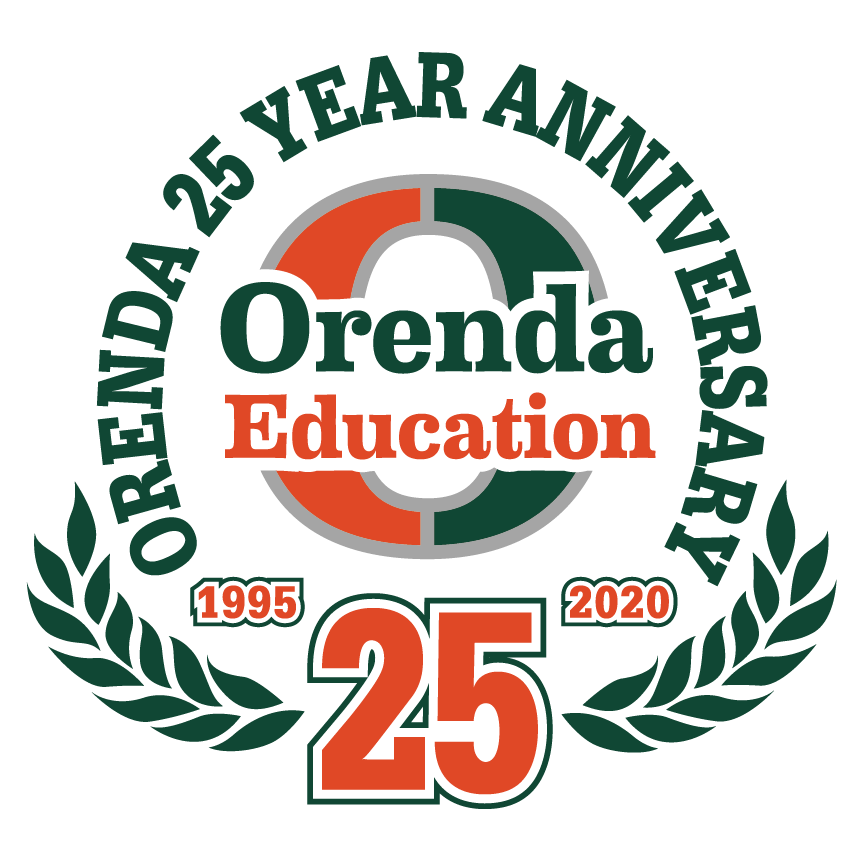 ORENDA 25 YEAR ANNIVERSARY
Orenda
Education
1995
2020
25